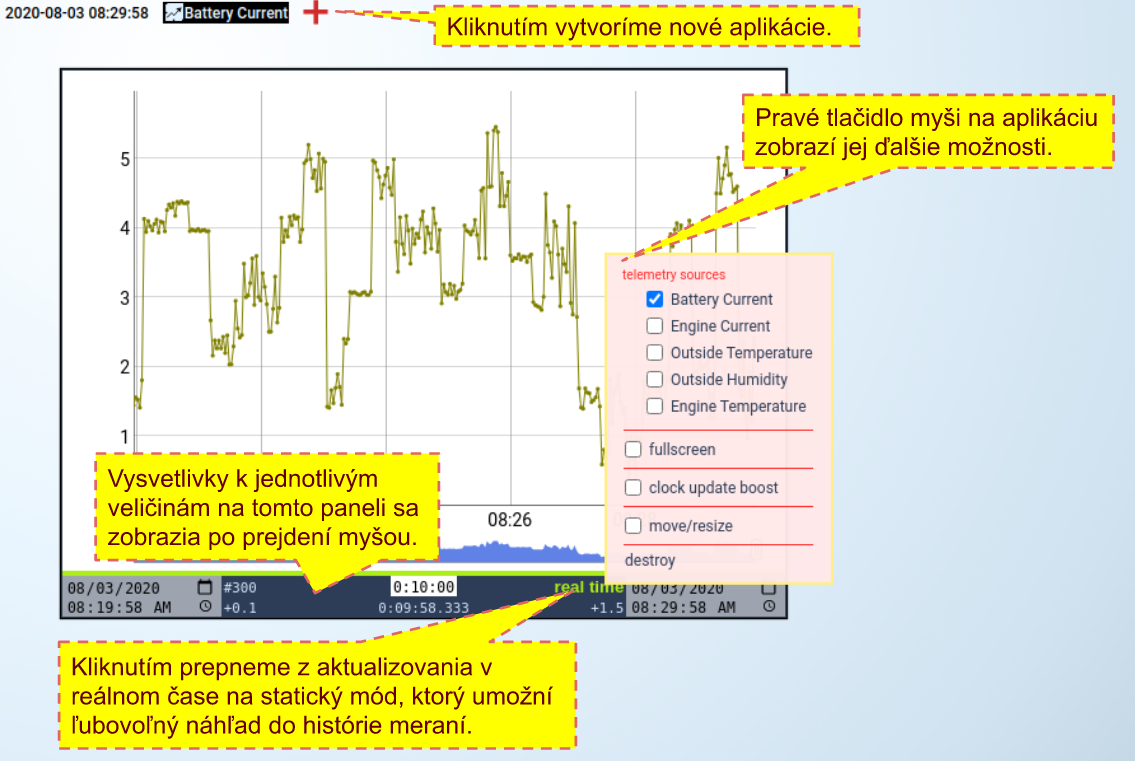 2020-08-03 08:29:58 Battery Current
Kliknutím vytvoríme nové aplikácie.
Pravé tlačidlo myši na aplikáciu
zobrazí jej ďalšie možnosti.
5
4
3
2
1
08:26
telemetry sources
Battery Current
Engine Current
Outside Temperature
Outside Humidity
Engine Temperature
fullscreen
clock update boost
move/resize
destroy
Vysvetlivky k jednotlivým
veličinám na tomto paneli sa
zobrazia po prejdení myšou.
08/03/2020 #300 0:10:00 real time 08/03/2020
08:19:58 AM +0.1 0:09:58.333 +1.5 08:29:58 AM
Kliknutím prepneme z aktualizovania v
reálnom čase na statický mód, ktorý umožní
ľubovoľný náhľad do histórie meraní.